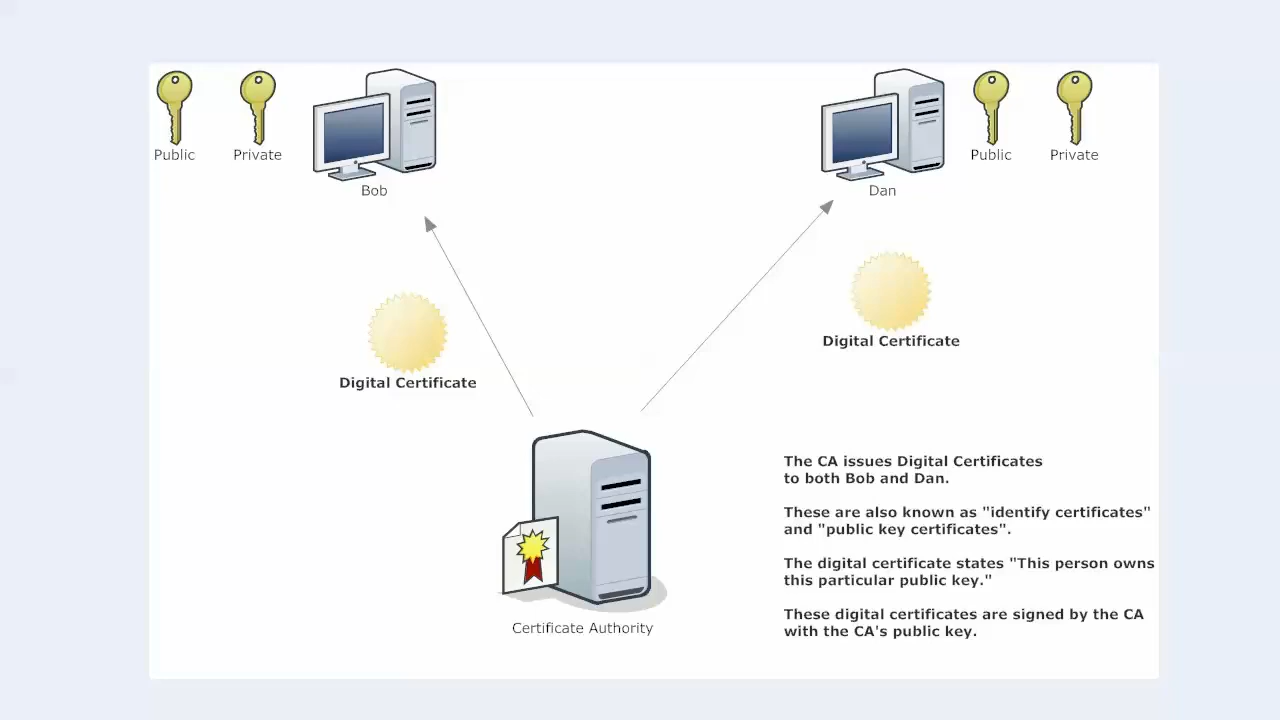 Public
Private
Bob
Dan
Public
Private
Digital Certificate
Digital Certificate
The CA issues Digital Certificates
to both Bob and Dan.
These are also known as "identify certificates"
and "public key certificates".
The digital certificate states "This person owns
this particular public key."
These digital certificates are signed by the CA
with the CA's public key.
Certificate Authority